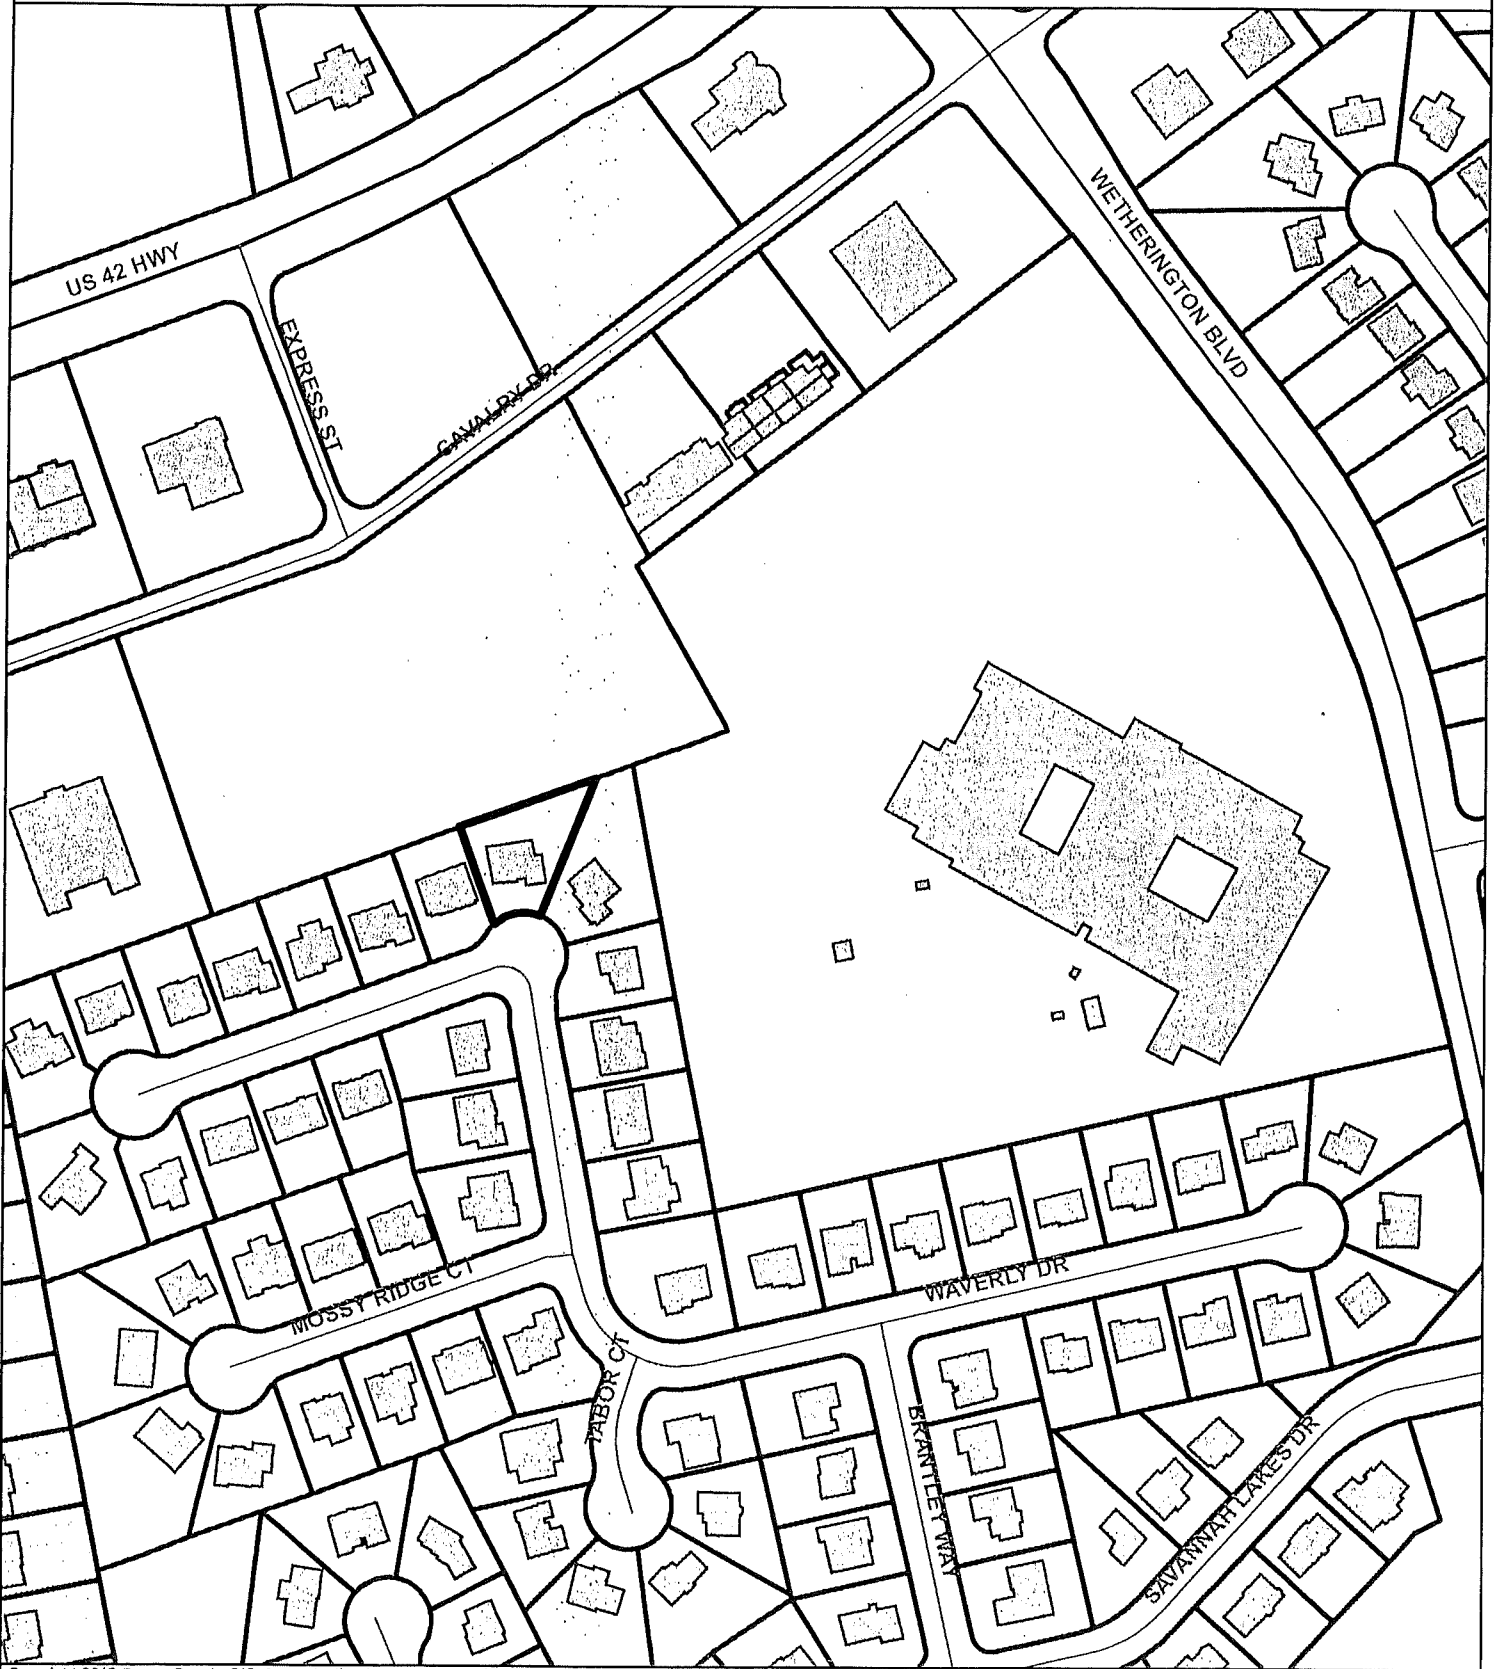 US 42 HWY
EXPRESS ST
CAVALRY DR
WETHERINGTON BLVD
MOSSY RIDGE CT
TABOR CT
WAVERLY DR
BRANTLEY WAY
SAVANNAH LAKES DR